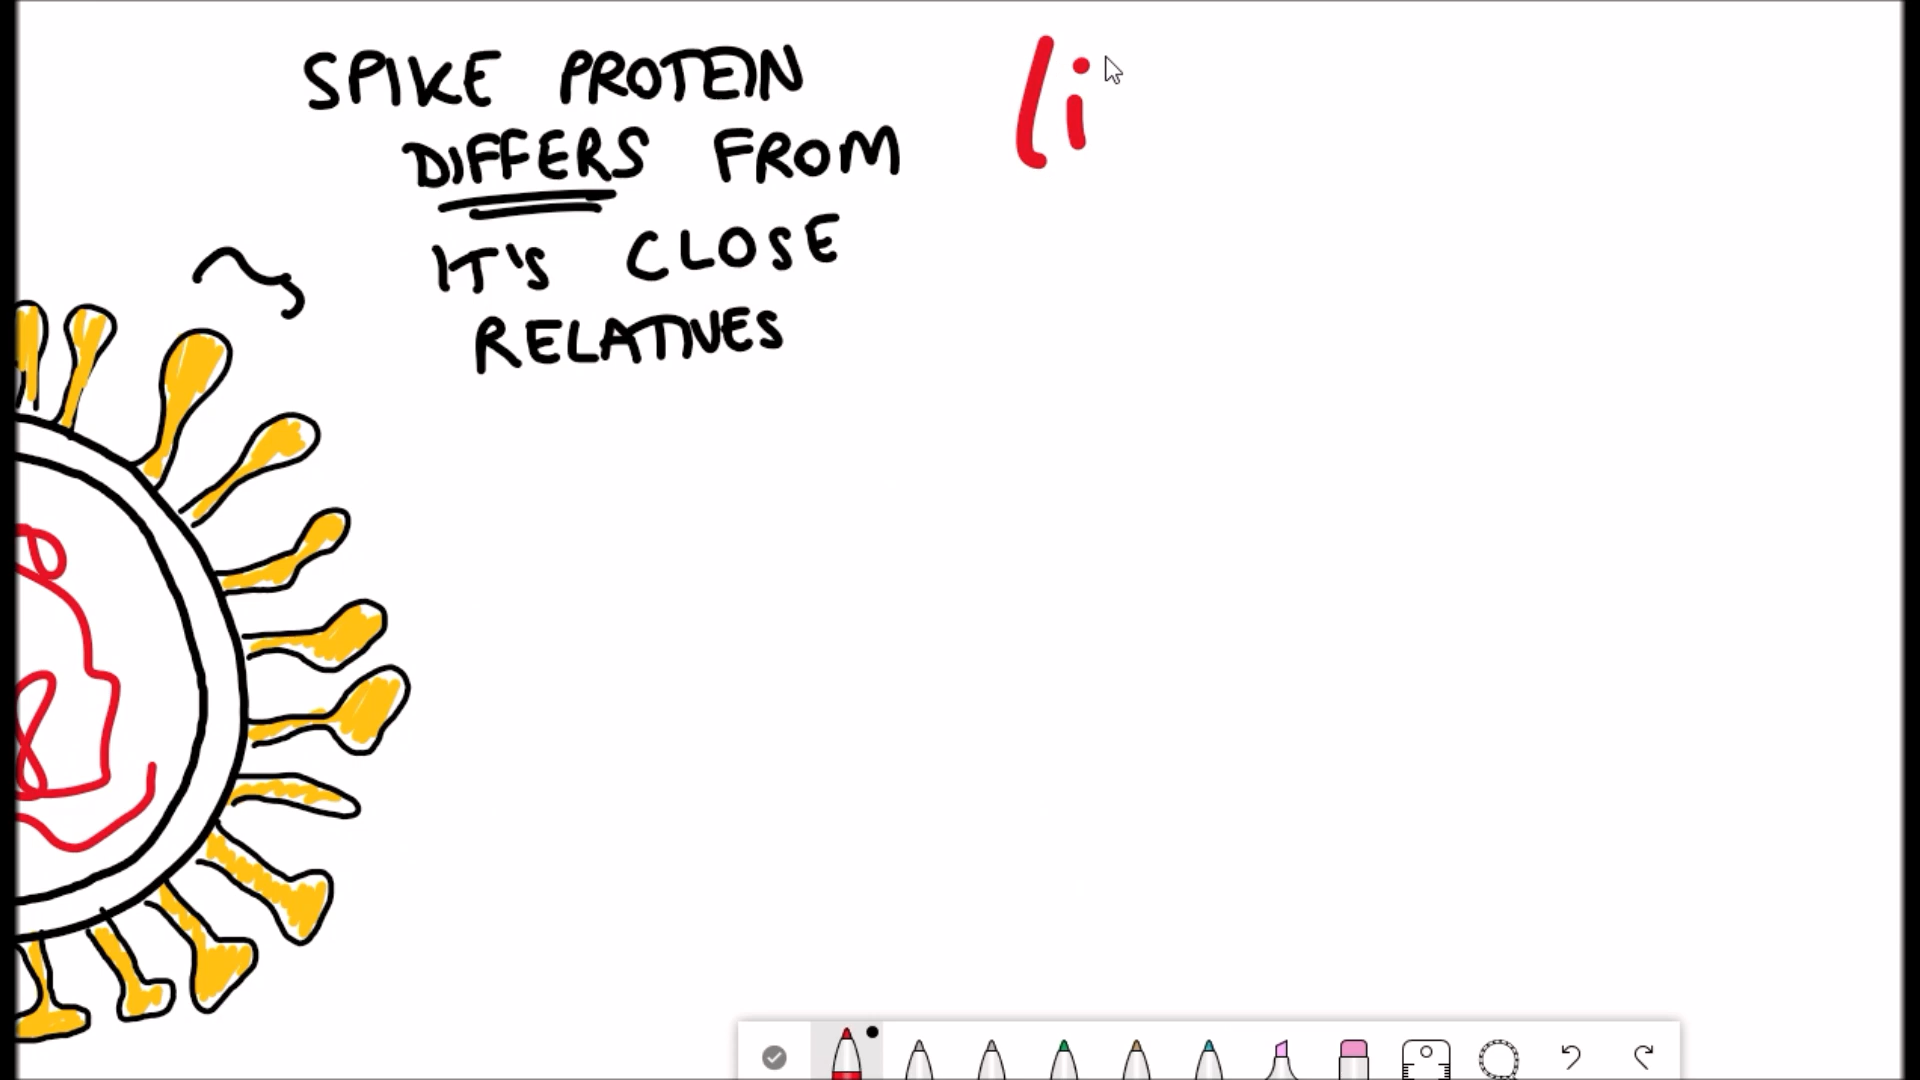 SPIKE PROTEIN
DIFFERS FROM
IT'S CLOSE
RELATIVES
li